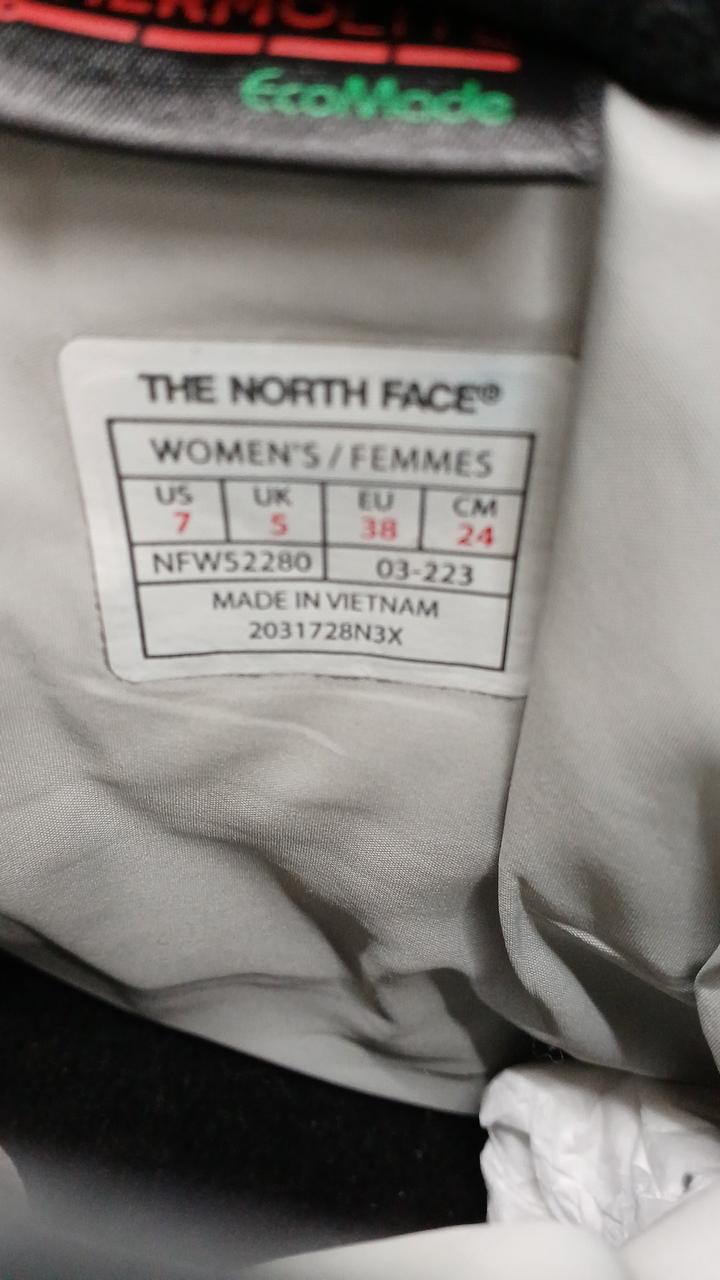 EcoMade
THE NORTH FACE®
WOMEN'S / FEMMES
US UK EU CM
7 5 38 24
NFW52280 03-223
MADE IN VIETNAM
2031728N3X